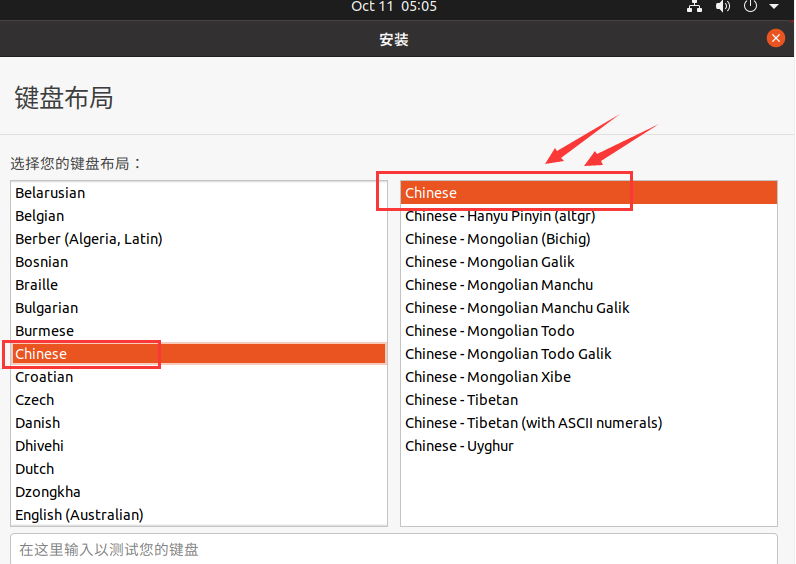 Oct 11 05:05
安装
键盘布局
选择您的键盘布局：
Belarusian
Belgian
Berber (Algeria, Latin)
Bosnian
Braille
Bulgarian
Burmese
Chinese
Croatian
Czech
Danish
Dhivehi
Dutch
Dzongkha
English (Australian)
Chinese
Chinese - Hanyu Pinyin (altgr)
Chinese - Mongolian (Bichig)
Chinese - Mongolian Galik
Chinese - Mongolian Manchu
Chinese - Mongolian Manchu Galik
Chinese - Mongolian Todo
Chinese - Mongolian Todo Galik
Chinese - Mongolian Xibe
Chinese - Tibetan
Chinese - Tibetan (with ASCII numerals)
Chinese - Uyghur
在这里输入以测试您的键盘